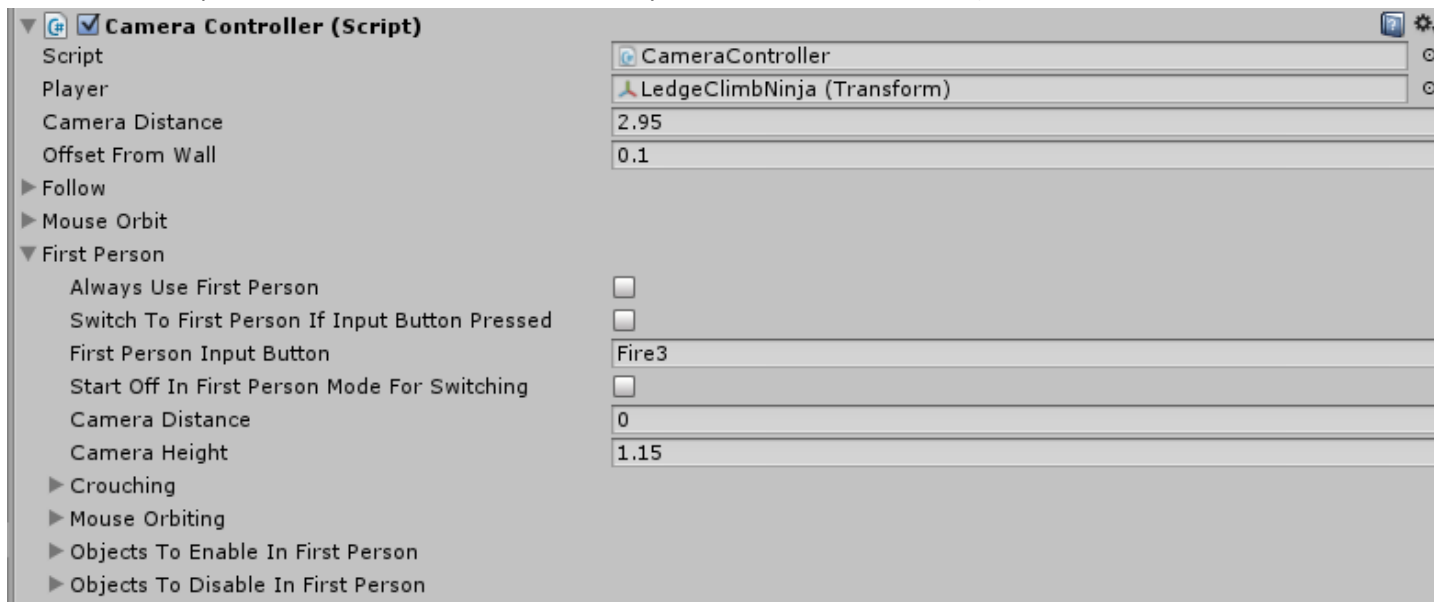 Camera Controller (Script)
Script CameraController
Player LedgeClimbNinja (Transform)
Camera Distance 2.95
Offset From Wall 0.1
Follow
Mouse Orbit
First Person
Always Use First Person
Switch To First Person If Input Button Pressed
First Person Input Button Fire3
Start Off In First Person Mode For Switching
Camera Distance 0
Camera Height 1.15
Crouching
Mouse Orbiting
Objects To Enable In First Person
Objects To Disable In First Person